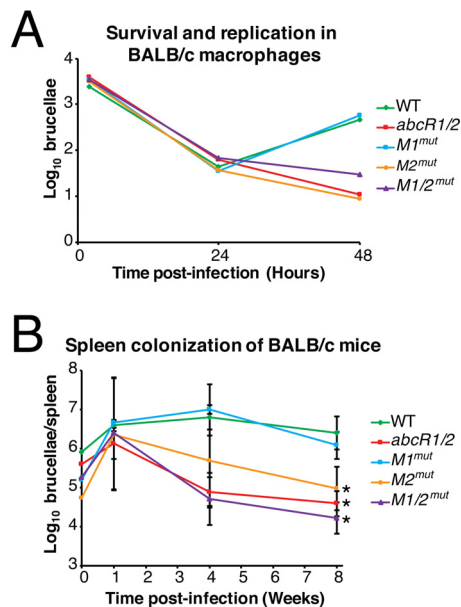 A
Survival and replication in
BALB/c macrophages
Log10 brucellae
4
3
2
1
0
0
24
48
Time post-infection (Hours)
WT
abcR1/2
M1mut
M2mut
M1/2mut
B
Spleen colonization of BALB/c mice
Log10 brucellae/spleen
8
7
6
5
4
3
0 1 2 3 4 5 6 7 8
Time post-infection (Weeks)
WT
abcR1/2
M1mut
M2mut
M1/2mut
*
*
*